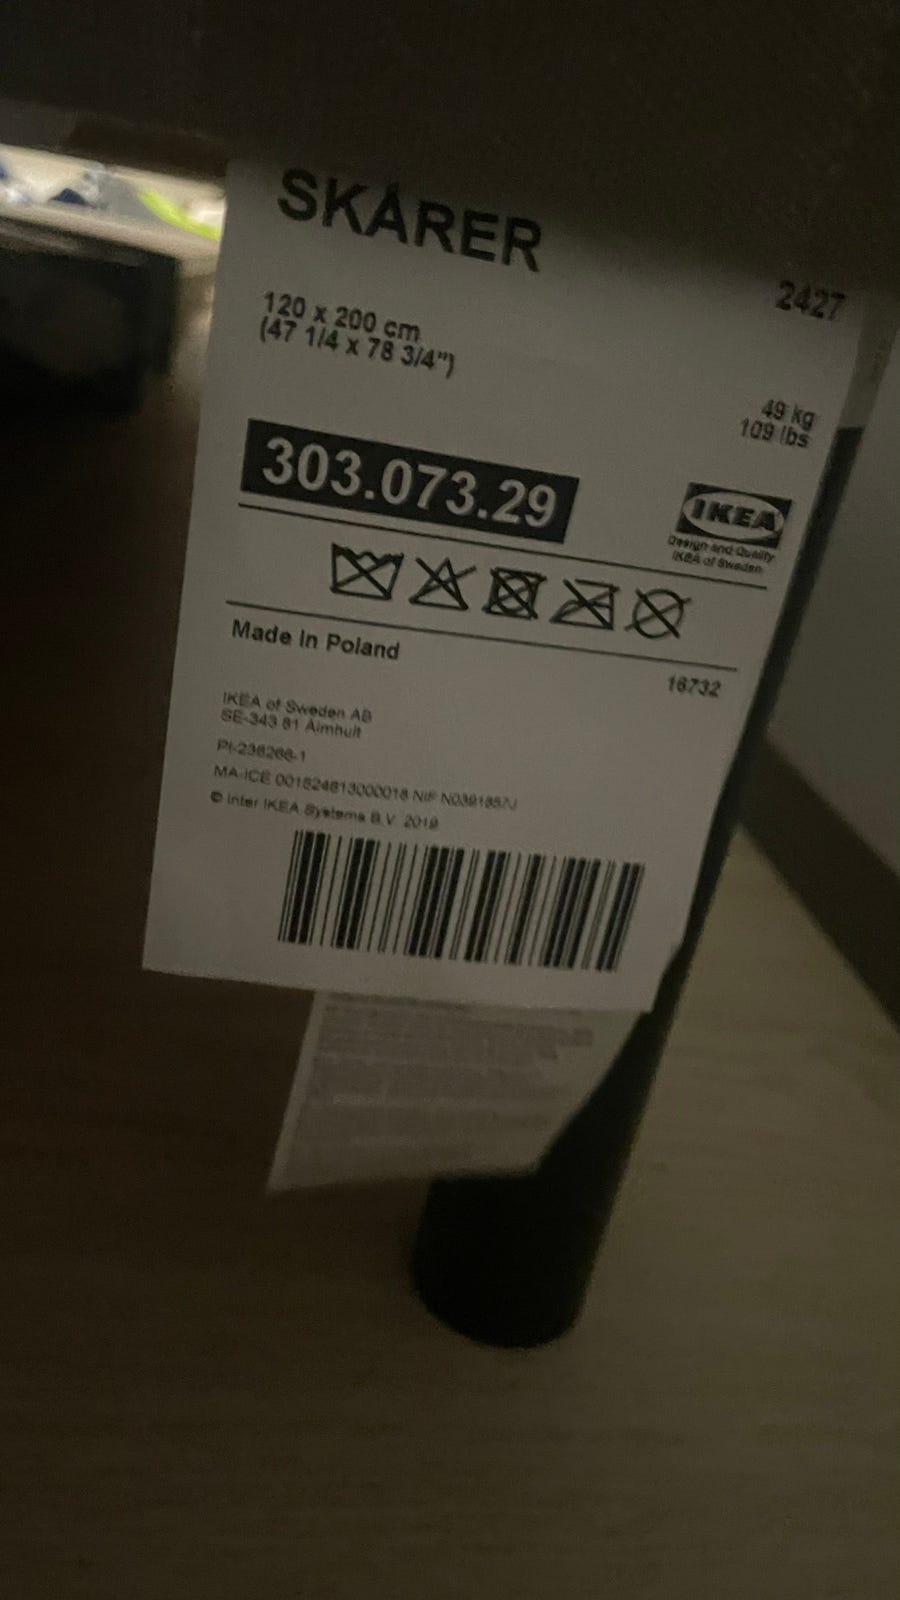 SKÅRER
2427
120 x 200 cm
(47 1/4 x 78 3/4")
49 kg
109 lbs
303.073.29
IKEA
Design and Quality
IKEA of Sweden
Made In Poland
16732
IKEA of Sweden AB
SE-343 81 Älmhult
© Inter IKEA Systems B.V. 2019